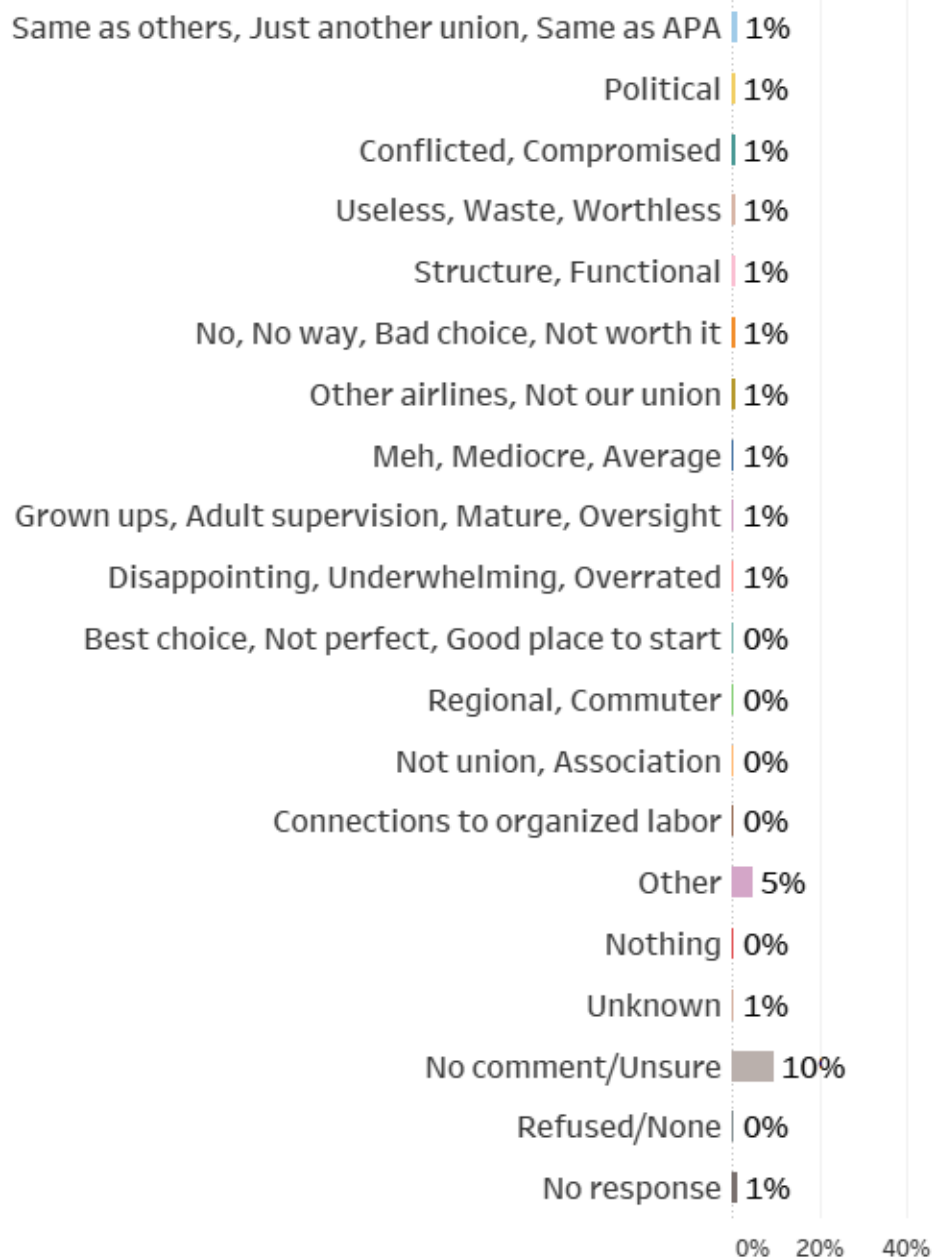 Same as others, Just another union, Same as APA 1%
Political 1%
Conflicted, Compromised 1%
Useless, Waste, Worthless 1%
Structure, Functional 1%
No, No way, Bad choice, Not worth it 1%
Other airlines, Not our union 1%
Meh, Mediocre, Average 1%
Grown ups, Adult supervision, Mature, Oversight 1%
Disappointing, Underwhelming, Overrated 1%
Best choice, Not perfect, Good place to start 0%
Regional, Commuter 0%
Not union, Association 0%
Connections to organized labor 0%
Other 5%
Nothing 0%
Unknown 1%
No comment/Unsure 10%
Refused/None 0%
No response 1%
0% 20% 40%